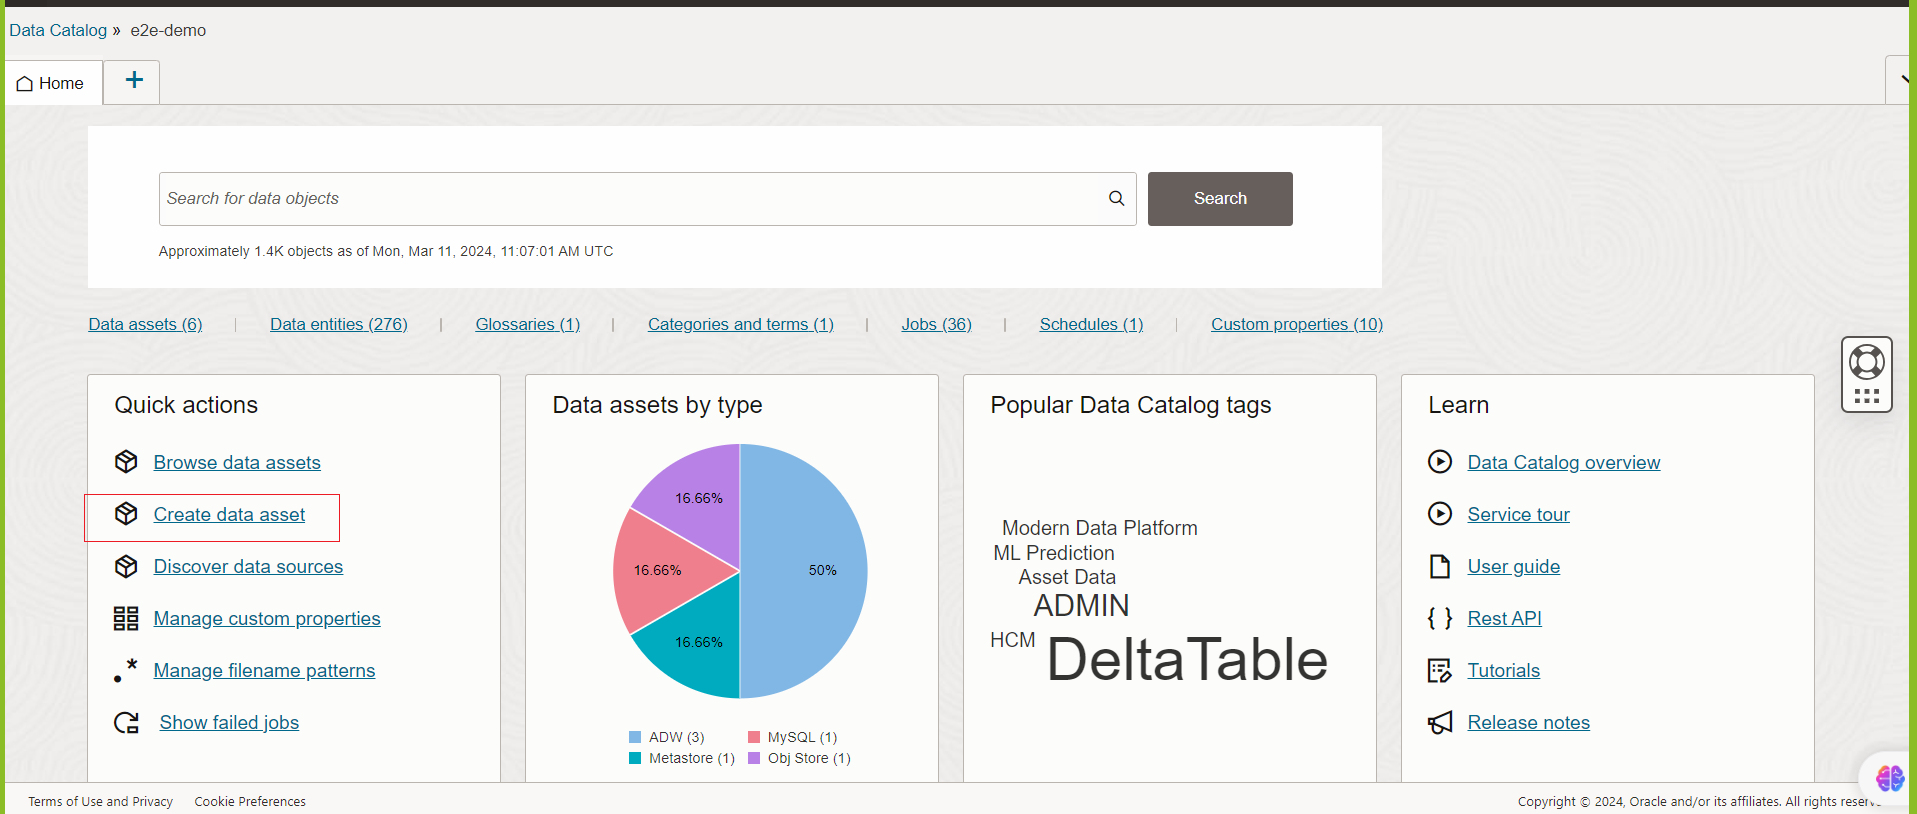 Data Catalog » e2e-demo
Home
+
Search for data objects
Search
Approximately 1.4K objects as of Mon, Mar 11, 2024, 11:07:01 AM UTC
Data assets (6) | Data entities (276) | Glossaries (1) | Categories and terms (1) | Jobs (36) | Schedules (1) | Custom properties (10)
Quick actions
Browse data assets
Create data asset
Discover data sources
Manage custom properties
Manage filename patterns
Show failed jobs
Data assets by type
16.66%
16.66%
50%
16.66%
ADW (3)
MySQL (1)
Metastore (1)
Obj Store (1)
Popular Data Catalog tags
Modern Data Platform
ML Prediction
Asset Data
ADMIN
HCM
DeltaTable
Learn
Data Catalog overview
Service tour
User guide
Rest API
Tutorials
Release notes
Terms of Use and Privacy
Cookie Preferences
Copyright © 2024, Oracle and/or its affiliates. All rights